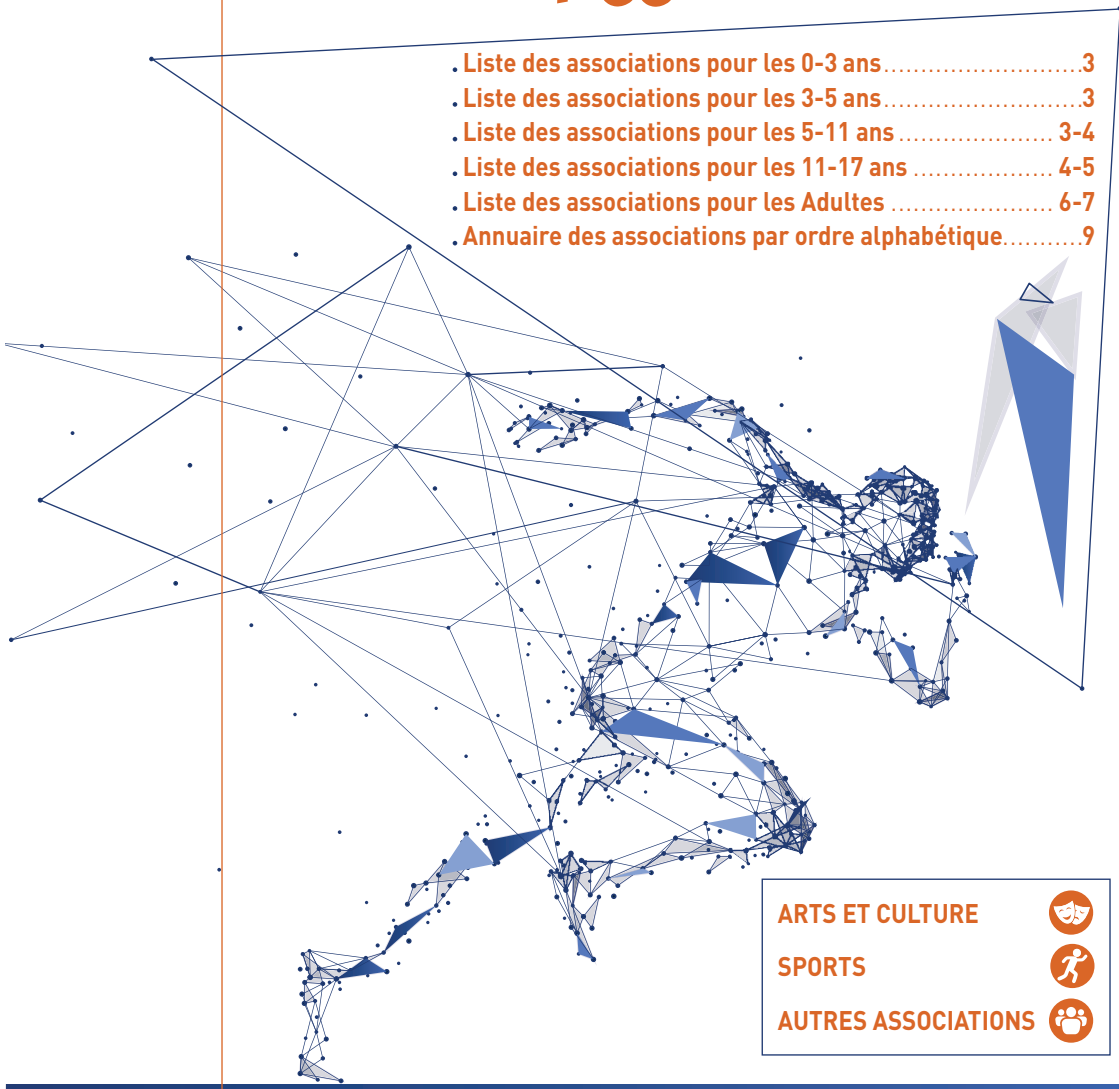 . Liste des associations pour les 0-3 ans........................3
. Liste des associations pour les 3-5 ans........................3
. Liste des associations pour les 5-11 ans ................... 3-4
. Liste des associations pour les 11-17 ans .................. 4-5
. Liste des associations pour les Adultes .................... 6-7
. Annuaire des associations par ordre alphabétique..........9
ARTS ET CULTURE
SPORTS
AUTRES ASSOCIATIONS